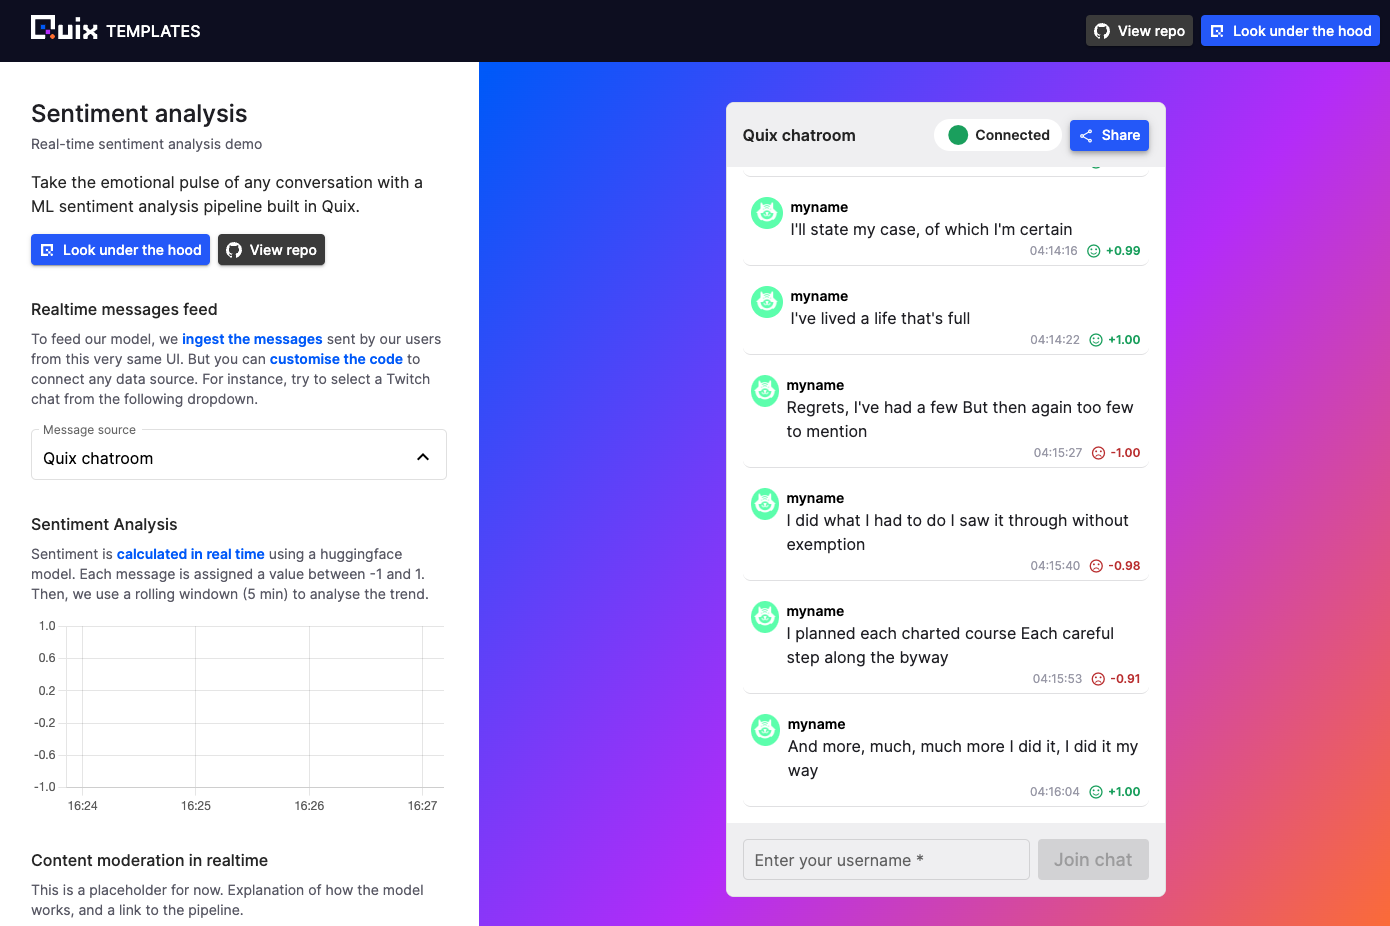 Quix TEMPLATES
View repo
Look under the hood
Sentiment analysis
Real-time sentiment analysis demo
Take the emotional pulse of any conversation with a
ML sentiment analysis pipeline built in Quix.
Look under the hood
View repo
Realtime messages feed
To feed our model, we ingest the messages sent by our users
from this very same UI. But you can customise the code to
connect any data source. For instance, try to select a Twitch
chat from the following dropdown.
Message source
Quix chatroom
Sentiment Analysis
Sentiment is calculated in real time using a huggingface
model. Each message is assigned a value between -1 and 1.
Then, we use a rolling windown (5 min) to analyse the trend.
1.0
0.6
0.2
-0.2
-0.6
-1.0
16:24
16:25
16:26
16:27
Content moderation in realtime
This is a placeholder for now. Explanation of how the model
works, and a link to the pipeline.
Quix chatroom
Connected
Share
myname
I'll state my case, of which I'm certain
04:14:16 +0.99
myname
I've lived a life that's full
04:14:22 +1.00
myname
Regrets, I've had a few But then again too few
to mention
04:15:27 -1.00
myname
I did what I had to do I saw it through without
exemption
04:15:40 -0.98
myname
I planned each charted course Each careful
step along the byway
04:15:53 -0.91
myname
And more, much, much more I did it, I did it my
way
04:16:04 +1.00
Enter your username *
Join chat